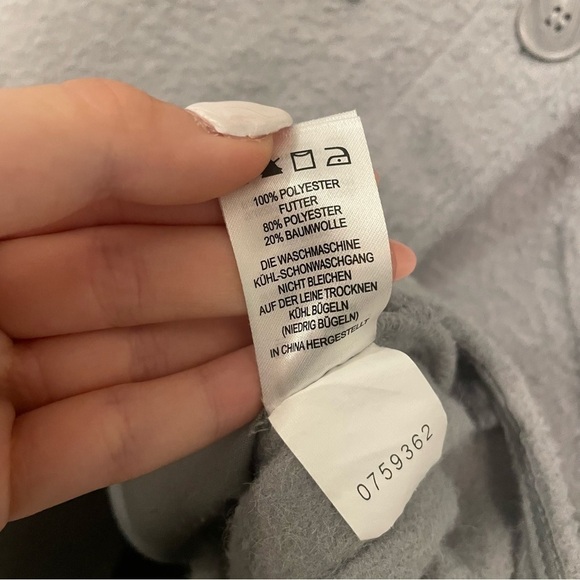 100% POLYESTER
FUTTER
80% POLYESTER
20% BAUMWOLLE
DIE WASCHMASCHINE
KÜHL-SCHONWASCHGANG
NICHT BLEICHEN
AUF DER LEINE TROCKNEN
KÜHL BÜGELN
(NIEDRIG BÜGELN)
IN CHINA HERGESTELLT
0759362